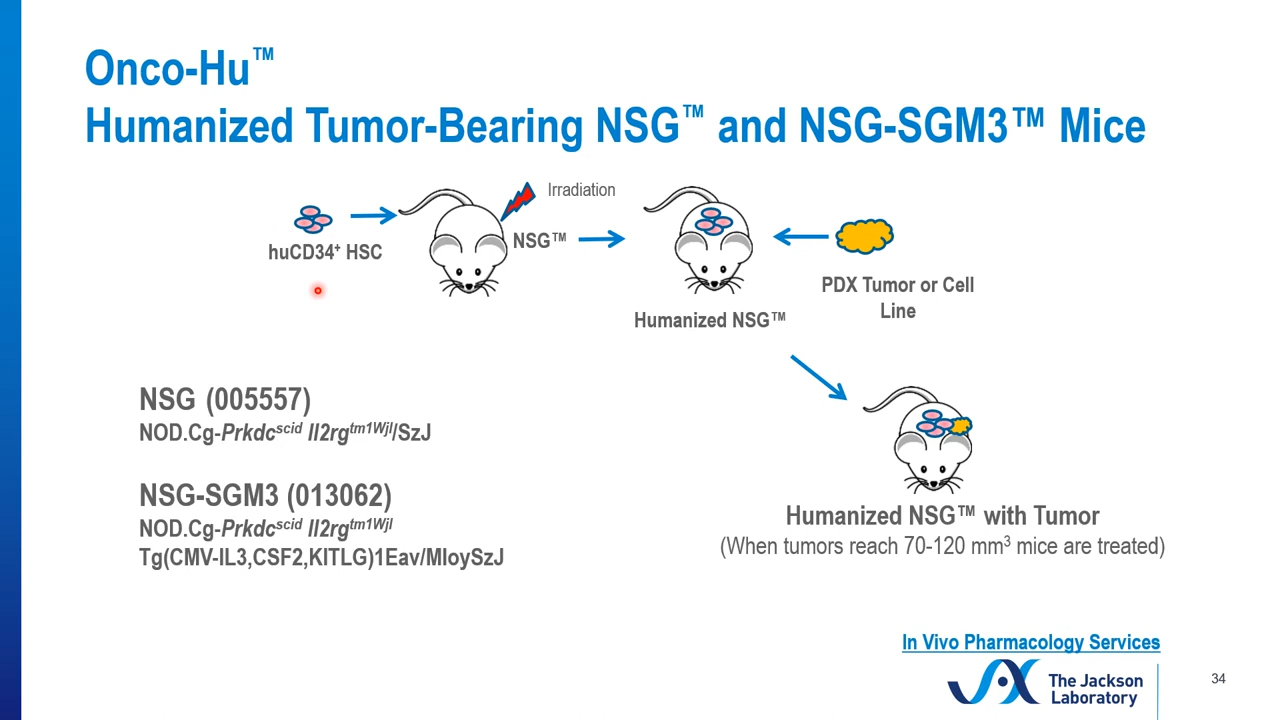 Onco-Hu™
Humanized Tumor-Bearing NSG™ and NSG-SGM3™ Mice
Irradiation
huCD34⁺ HSC
NSG™
PDX Tumor or Cell
Line
Humanized NSG™
NSG (005557)
NOD.Cg-Prkdcˢᶜⁱᵈ Il2rgᵗᵐ¹ᵂʲˡ/SzJ
NSG-SGM3 (013062)
NOD.Cg-Prkdcˢᶜⁱᵈ Il2rgᵗᵐ¹ᵂʲˡ
Tg(CMV-IL3,CSF2,KITLG)1Eav/MloySzJ
Humanized NSG™ with Tumor
(When tumors reach 70-120 mm³ mice are treated)
In Vivo Pharmacology Services
JAX
The Jackson
Laboratory
34